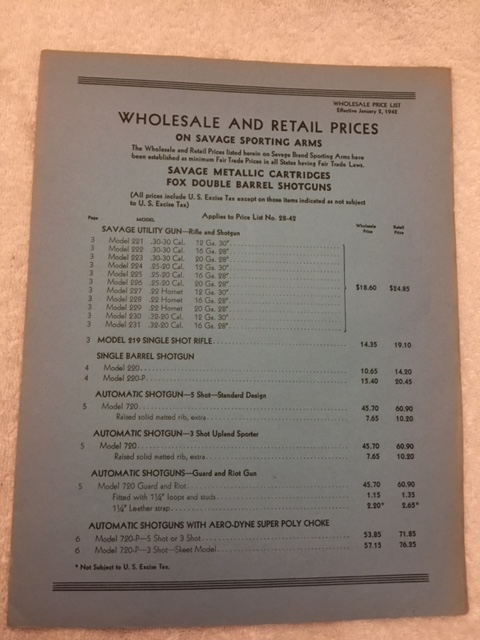 WHOLESALE PRICE LIST
Effective January 2, 1942
WHOLESALE AND RETAIL PRICES
ON SAVAGE SPORTING ARMS
The Wholesale and Retail Prices listed herein on Savage Brand Sporting Arms have
been established as minimum Fair Trade Prices in all States having Fair Trade Laws.
SAVAGE METALLIC CARTRIDGES
FOX DOUBLE BARREL SHOTGUNS
(All prices include U. S. Excise Tax except on those items indicated as not subject
to U. S. Excise Tax)
Applies to Price List No. 28-42
Page MODEL Wholesale Price Retail Price
SAVAGE UTILITY GUN—Rifle and Shotgun
3 Model 221 .30-30 Cal. 12 Ga. 30"
3 Model 222 .30-30 Cal. 16 Ga. 28"
3 Model 223 .30-30 Cal. 20 Ga. 28"
3 Model 224 .25-20 Cal. 12 Ga. 30"
3 Model 225 .25-20 Cal. 16 Ga. 28"
3 Model 226 .25-20 Cal. 20 Ga. 28"
3 Model 227 .22 Hornet 12 Ga. 30" $18.60 $24.85
3 Model 228 .22 Hornet 16 Ga. 28"
3 Model 229 .22 Hornet 20 Ga. 28"
3 Model 230 .32-20 Cal. 12 Ga. 30"
3 Model 231 .32-20 Cal. 16 Ga. 28"
3 MODEL 219 SINGLE SHOT RIFLE 14.35 19.10
SINGLE BARREL SHOTGUN
4 Model 220 10.65 14.20
4 Model 220-P 15.40 20.45
AUTOMATIC SHOTGUN—5 Shot—Standard Design
5 Model 720 45.70 60.90
Raised solid matted rib, extra 7.65 10.20
AUTOMATIC SHOTGUN—3 Shot Upland Sporter
5 Model 720 45.70 60.90
Raised solid matted rib, extra 7.65 10.20
AUTOMATIC SHOTGUNS—Guard and Riot Gun
5 Model 720 Guard and Riot 45.70 60.90
Fitted with 1¼" loops and studs 1.15 1.35
1¼" Leather strap 2.20* 2.65*
AUTOMATIC SHOTGUNS WITH AERO-DYNE SUPER POLY CHOKE
6 Model 720-P—5 Shot or 3 Shot 53.85 71.85
6 Model 720-P—3 Shot—Skeet Model 57.15 76.25
* Not Subject to U. S. Excise Tax.